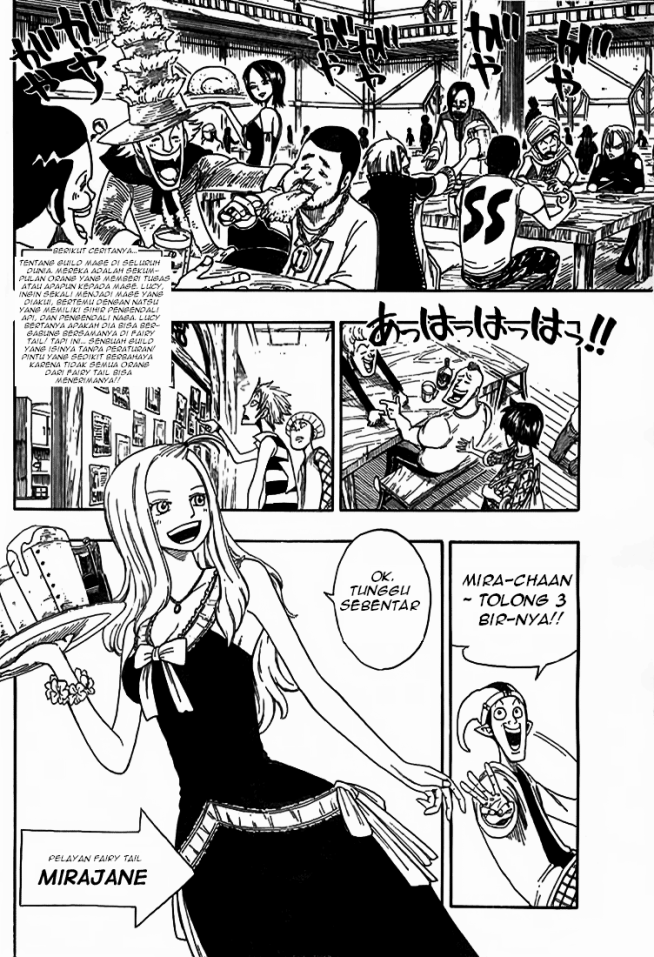 ガヤ
ガヤ
ガヤ
ガヤ
ガヤ
SS
BERIKUT CERITANYA...
TENTANG GUILD MAGE DI SELURUH
DUNIA. MEREKA ADALAH SEKUM-
PULAN ORANG YANG MEMBERI TUGAS
ATAU APAPUN KEPADA MAGE. LUCY,
INGIN SEKALI MENJADI MAGE YANG
DIAKUI, BERTEMU DENGAN NATSU
YANG MEMILIKI SIHIR PENGENDALI
API, DAN PENGENDALI NAGA. LUCY
BERTANYA APAKAH DIA BISA BER-
GABUNG BERSAMANYA DI FAIRY
TAIL! TAPI INI... SENBUAH GUILD
YANG ISINYA TANPA PERATURAN!
PINTU YANG SEDIKIT BERBAHAYA
KARENA TIDAK SEMUA ORANG
DARI FAIRY TAIL BISA
MENERIMANYA!!
あっはっはっはっ!!
MIRA-CHAAN
~ TOLONG 3
BIR-NYA!!
OK.
TUNGGU
SEBENTAR
PELAYAN FAIRY TAIL
MIRAJANE